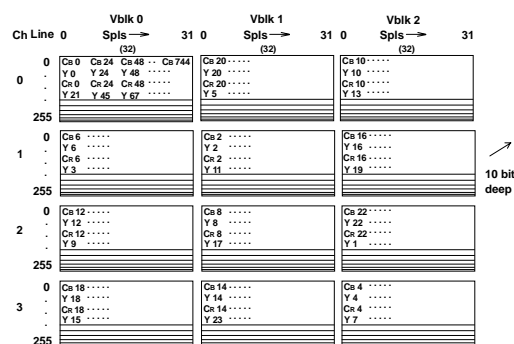 Vblk 0 Vblk 1 Vblk 2
Ch Line 0 Spls 31 0 Spls 31 0 Spls 31
(32) (32) (32)
0 CB 0 CB 24 CB 48 ·· CB 744 CB 20 ····· CB 10 ·····
. Y 0 Y 24 Y 48 ····· Y 20 ····· Y 10 ·····
0 . CR 0 CR 24 CR 48 ····· CR 20 ····· CR 10 ·····
. Y 21 Y 45 Y 67 ····· Y 5 ····· Y 13 ·····
255
0 CB 6 ····· CB 2 ····· CB 16 ·····
. Y 6 ····· Y 2 ····· Y 16 ·····
1 . CR 6 ····· CR 2 ····· CR 16 ·····
. Y 3 ····· Y 11 ····· Y 19 ·····
255
10 bit
deep
0 CB 12 ····· CB 8 ····· CB 22 ·····
. Y 12 ····· Y 8 ····· Y 22 ·····
2 . CR 12 ····· CR 8 ····· CR 22 ·····
. Y 9 ····· Y 17 ····· Y 1 ·····
255
0 CB 18 ····· CB 14 ····· CB 4 ·····
. Y 18 ····· Y 14 ····· Y 4 ·····
3 . CR 18 ····· CR 14 ····· CR 4 ·····
. Y 15 ····· Y 23 ····· Y 7 ·····
255